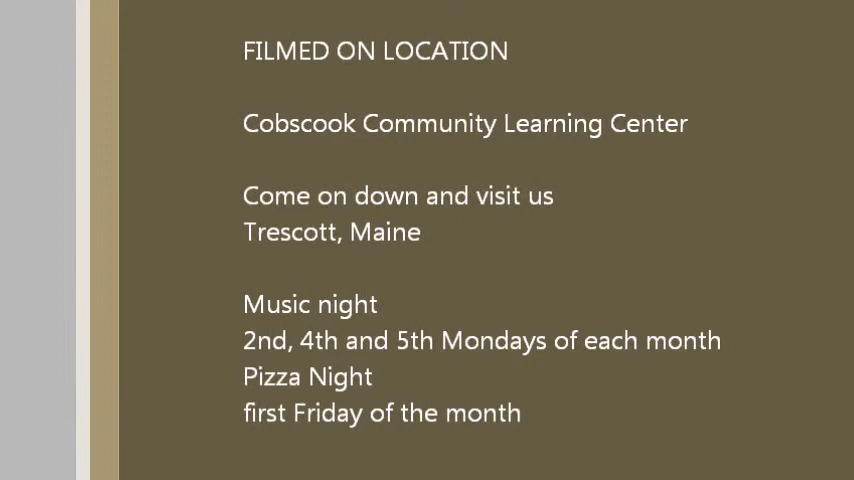 FILMED ON LOCATION
Cobscook Community Learning Center
Come on down and visit us
Trescott, Maine
Music night
2nd, 4th and 5th Mondays of each month
Pizza Night
first Friday of the month